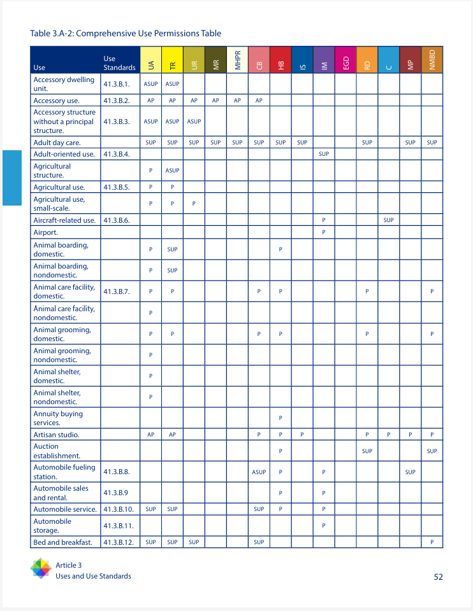 Table 3.A-2: Comprehensive Use Permissions Table
Use | Use Standards | UA | TR | UR | MR | MHPR | CB | HB | IS | IM | EGD | RD | U | MP | NMBD
Accessory dwelling unit. | 41.3.B.1. | ASUP | ASUP
Accessory use. | 41.3.B.2. | AP | AP | AP | AP | AP | AP
Accessory structure without a principal structure. | 41.3.B.3. | ASUP | ASUP | ASUP
Adult day care. | | SUP | SUP | SUP | SUP | SUP | SUP | SUP | SUP | | | SUP | | SUP | SUP
Adult-oriented use. | 41.3.B.4. | | | | | | | | | SUP
Agricultural structure. | | P | ASUP
Agricultural use. | 41.3.B.5. | P | P
Agricultural use, small-scale. | | P | P | P
Aircraft-related use. | 41.3.B.6. | | | | | | | | | P | | | SUP
Airport. | | | | | | | | | | P
Animal boarding, domestic. | | P | SUP | | | | | P
Animal boarding, nondomestic. | | P | SUP
Animal care facility, domestic. | 41.3.B.7. | P | P | | | | P | P | | | | P | | | P
Animal care facility, nondomestic. | | P
Animal grooming, domestic. | | P | P | | | | P | P | | | | P | | | P
Animal grooming, nondomestic. | | P
Animal shelter, domestic. | | P
Animal shelter, nondomestic. | | P
Annuity buying services. | | | | | | | | P
Artisan studio. | | AP | AP | | | | P | P | P | | | P | P | P | P
Auction establishment. | | | | | | | | P | | | | SUP | | | SUP
Automobile fueling station. | 41.3.B.8. | | | | | | ASUP | P | | P | | | | SUP
Automobile sales and rental. | 41.3.B.9 | | | | | | | P | | P
Automobile service. | 41.3.B.10. | SUP | SUP | | | | SUP | P | | P
Automobile storage. | 41.3.B.11. | | | | | | | | | P
Bed and breakfast. | 41.3.B.12. | SUP | SUP | SUP | | | SUP | | | | | | | | P
Article 3
Uses and Use Standards
52